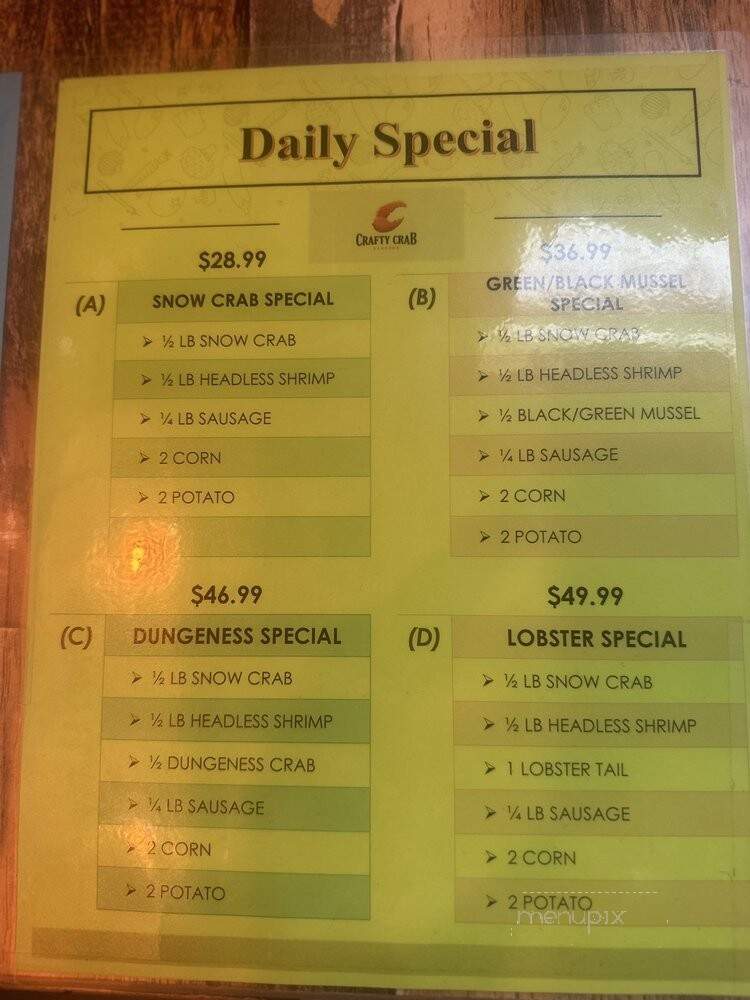 Daily Special
CRAFTY CRAB
$28.99
(A)
SNOW CRAB SPECIAL
➢ ½ LB SNOW CRAB
➢ ½ LB HEADLESS SHRIMP
➢ ¼ LB SAUSAGE
➢ 2 CORN
➢ 2 POTATO
$36.99
(B)
GREEN/BLACK MUSSEL
SPECIAL
➢ ½ LB SNOW CRAB
➢ ½ LB HEADLESS SHRIMP
➢ ½ BLACK/GREEN MUSSEL
➢ ¼ LB SAUSAGE
➢ 2 CORN
➢ 2 POTATO
$46.99
(C)
DUNGENESS SPECIAL
➢ ½ LB SNOW CRAB
➢ ½ LB HEADLESS SHRIMP
➢ ½ DUNGENESS CRAB
➢ ¼ LB SAUSAGE
➢ 2 CORN
➢ 2 POTATO
$49.99
(D)
LOBSTER SPECIAL
➢ ½ LB SNOW CRAB
➢ ½ LB HEADLESS SHRIMP
➢ 1 LOBSTER TAIL
➢ ¼ LB SAUSAGE
➢ 2 CORN
➢ 2 POTATO
menupix